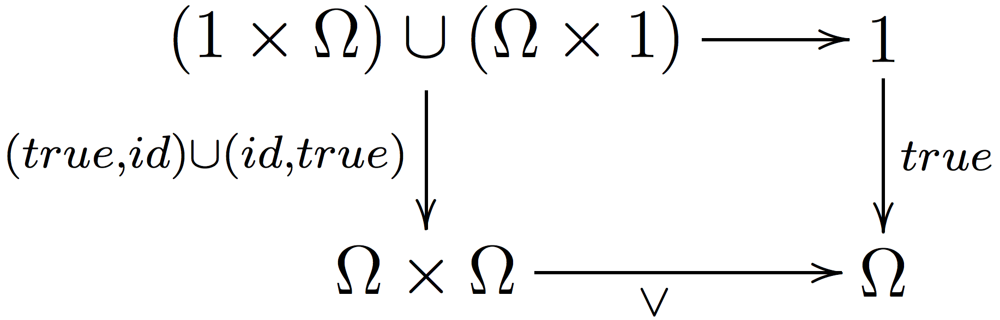 (1 × Ω) ∪ (Ω × 1) 1
(true,id)∪(id,true) true
Ω × Ω Ω
∨